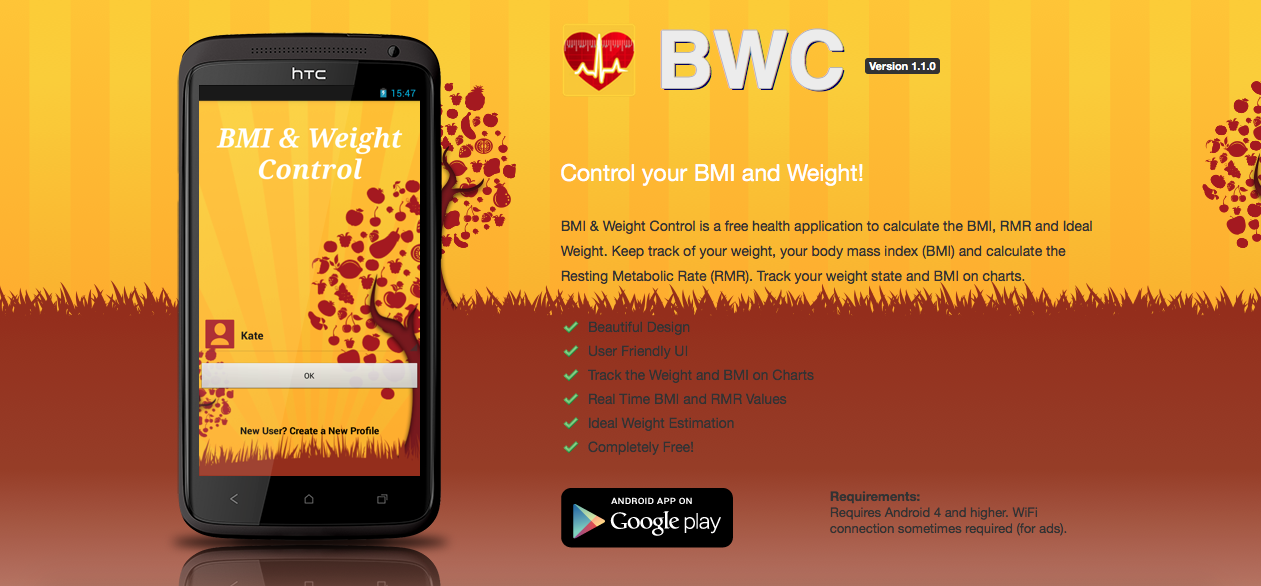 hTC
15:47
BMI & Weight
Control
Kate
OK
New User? Create a New Profile
BWC
Version 1.1.0
Control your BMI and Weight!
BMI & Weight Control is a free health application to calculate the BMI, RMR and Ideal
Weight. Keep track of your weight, your body mass index (BMI) and calculate the
Resting Metabolic Rate (RMR). Track your weight state and BMI on charts.
Beautiful Design
User Friendly UI
Track the Weight and BMI on Charts
Real Time BMI and RMR Values
Ideal Weight Estimation
Completely Free!
ANDROID APP ON
Google play
Requirements:
Requires Android 4 and higher. WiFi
connection sometimes required (for ads).